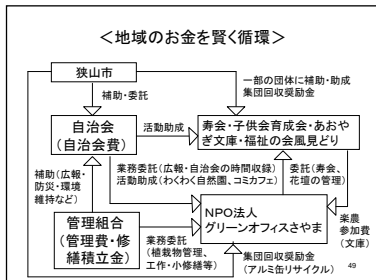 ＜地域のお金を賢く循環＞
狭山市
補助・委託
一部の団体に補助・助成
集団回収奨励金
自治会
（自治会費）
活動助成
寿会・子供会育成会・あおやぎ文庫・福祉の会風見どり
補助（広報・
防災・環境
維持など）
業務委託（広報・自治会の時間収録）
活動助成（わくわく自然園、コミカフェ）
委託（寿会、
花壇の管理）
管理組合
（管理費・修
繕積立金）
業務委託
（植栽物管理、
工作・小修繕等）
NPO法人
グリーンオフィスさやま
楽農
参加費
（文庫）
集団回収奨励金
（アルミ缶リサイクル）
49